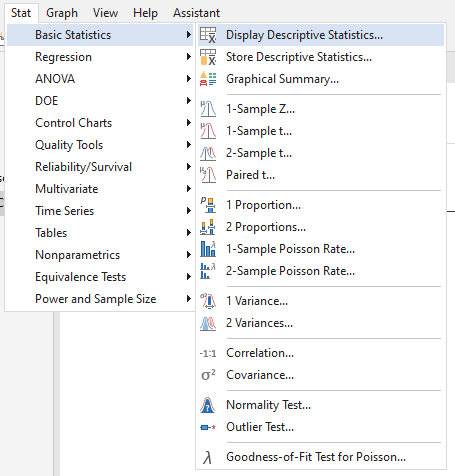 Stat Graph View Help Assistant
Basic Statistics
Regression
ANOVA
DOE
Control Charts
Quality Tools
Reliability/Survival
Multivariate
Time Series
Tables
Nonparametrics
Equivalence Tests
Power and Sample Size
Display Descriptive Statistics...
Store Descriptive Statistics...
Graphical Summary...
1-Sample Z...
1-Sample t...
2-Sample t...
Paired t...
1 Proportion...
2 Proportions...
1-Sample Poisson Rate...
2-Sample Poisson Rate...
1 Variance...
2 Variances...
Correlation...
Covariance...
Normality Test...
Outlier Test...
Goodness-of-Fit Test for Poisson...